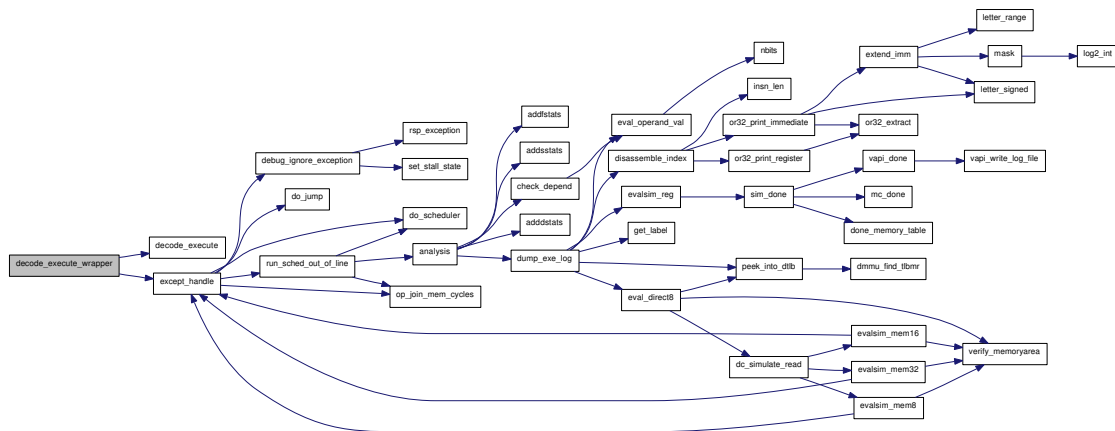 letter_range
nbits
extend_imm
mask
log2_int
insn_len
letter_signed
addfstats
eval_operand_val
or32_print_immediate
or32_extract
rsp_exception
addsstats
debug_ignore_exception
disassemble_index
or32_print_register
vapi_done
vapi_write_log_file
set_stall_state
check_depend
do_jump
evalsim_reg
sim_done
mc_done
do_scheduler
adddstats
get_label
done_memory_table
decode_execute
analysis
decode_execute_wrapper
run_sched_out_of_line
dump_exe_log
peek_into_dtlb
dmmu_find_tlbmr
except_handle
op_join_mem_cycles
eval_direct8
evalsim_mem16
verify_memoryarea
dc_simulate_read
evalsim_mem32
evalsim_mem8